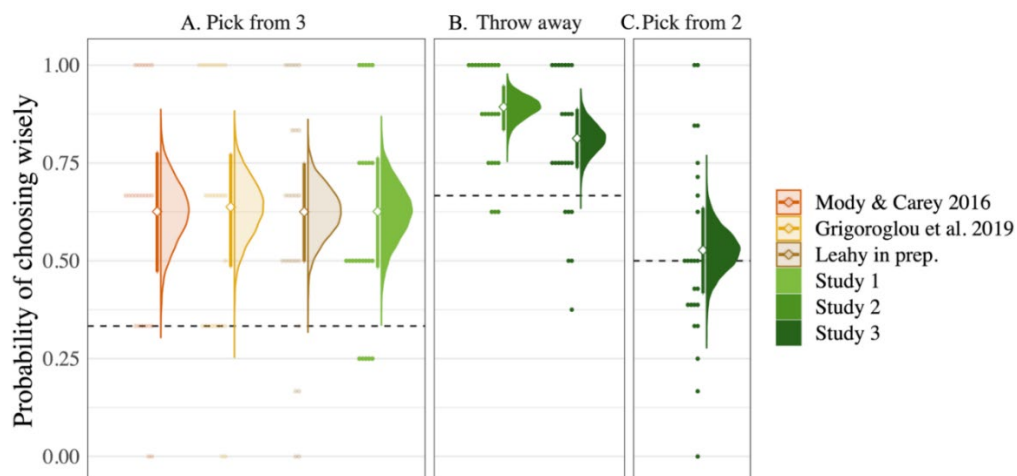 A. Pick from 3
B. Throw away
C.Pick from 2
Probability of choosing wisely
1.00
0.75
0.50
0.25
0.00
Mody & Carey 2016
Grigoroglou et al. 2019
Leahy in prep.
Study 1
Study 2
Study 3